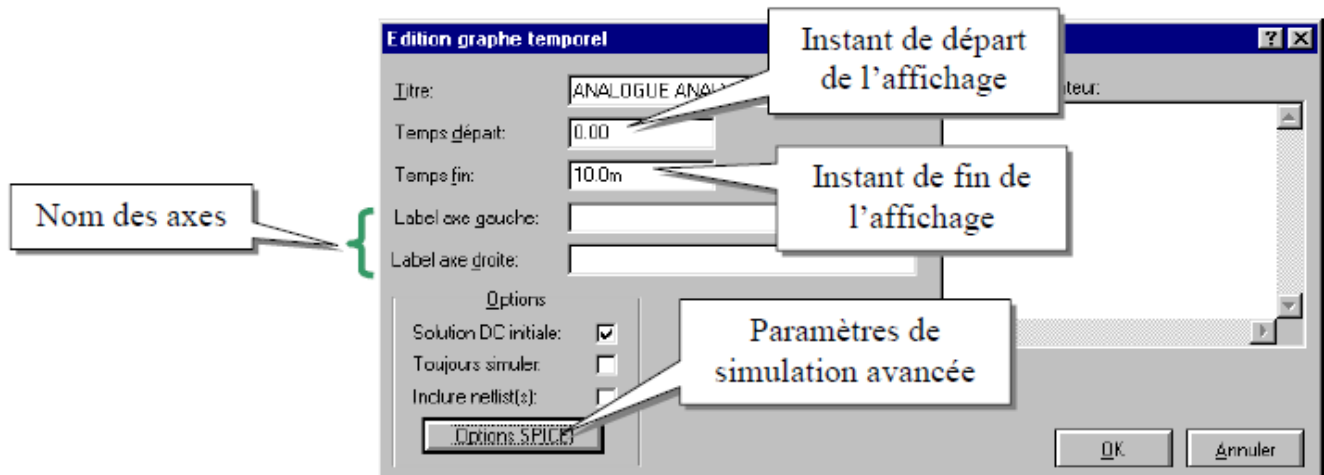 Edition graphe temporel
Instant de départ
de l'affichage
Titre:
ANALOGUE
Temps départ:
0.00
Temps fin:
10.0m
Instant de fin de
l'affichage
Nom des axes
Label axe gauche:
Label axe droite:
Options
Solution DC initiale:
Toujours simuler:
Inclure netlist(s):
Options SPICE
Paramètres de
simulation avancée
OK
Annuler